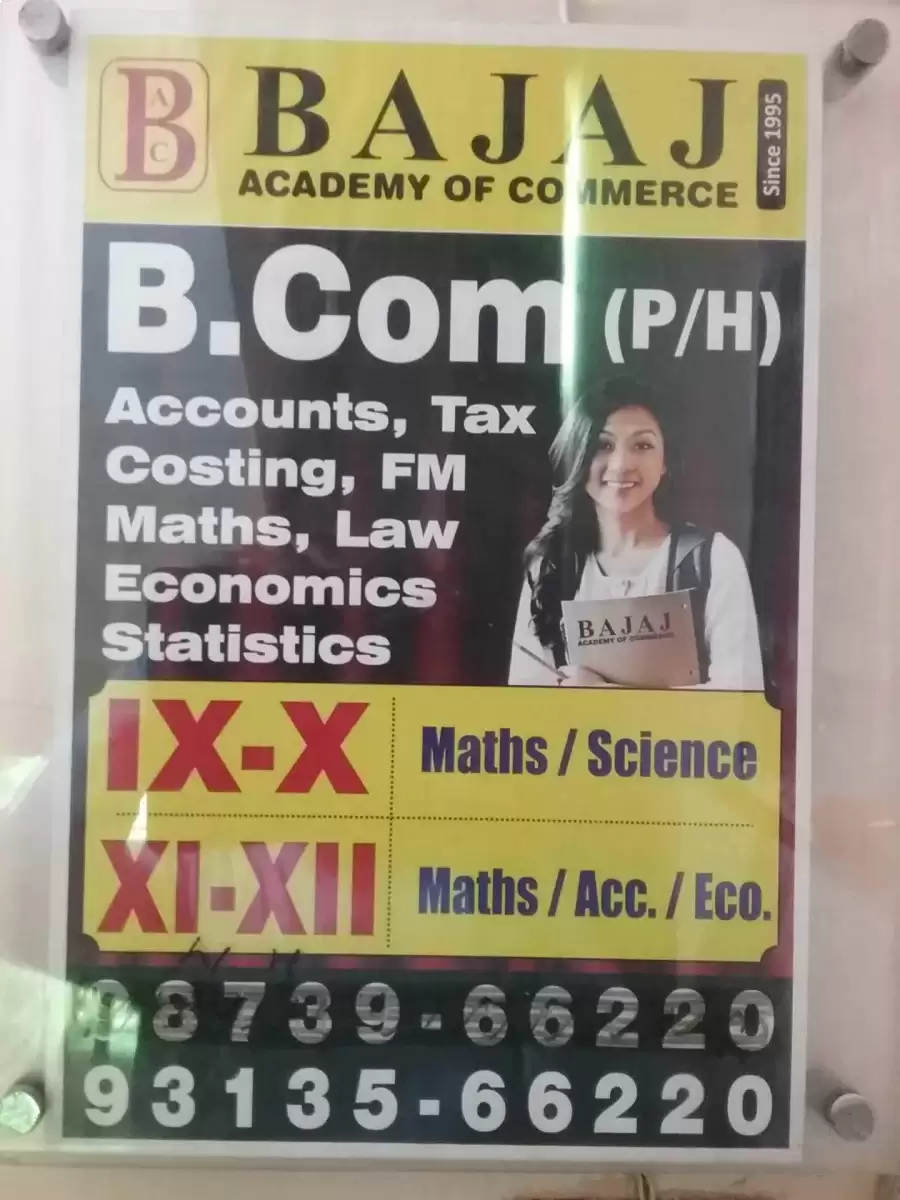 B
A
C
BAJAJ
Since 1995
ACADEMY OF COMMERCE
B.Com (P/H)
Accounts, Tax
Costing, FM
Maths, Law
Economics
Statistics
BAJAJ
ACADEMY OF COMMERCE
IX-X Maths / Science
XI-XII Maths / Acc. / Eco.
98739-66220
93135-66220